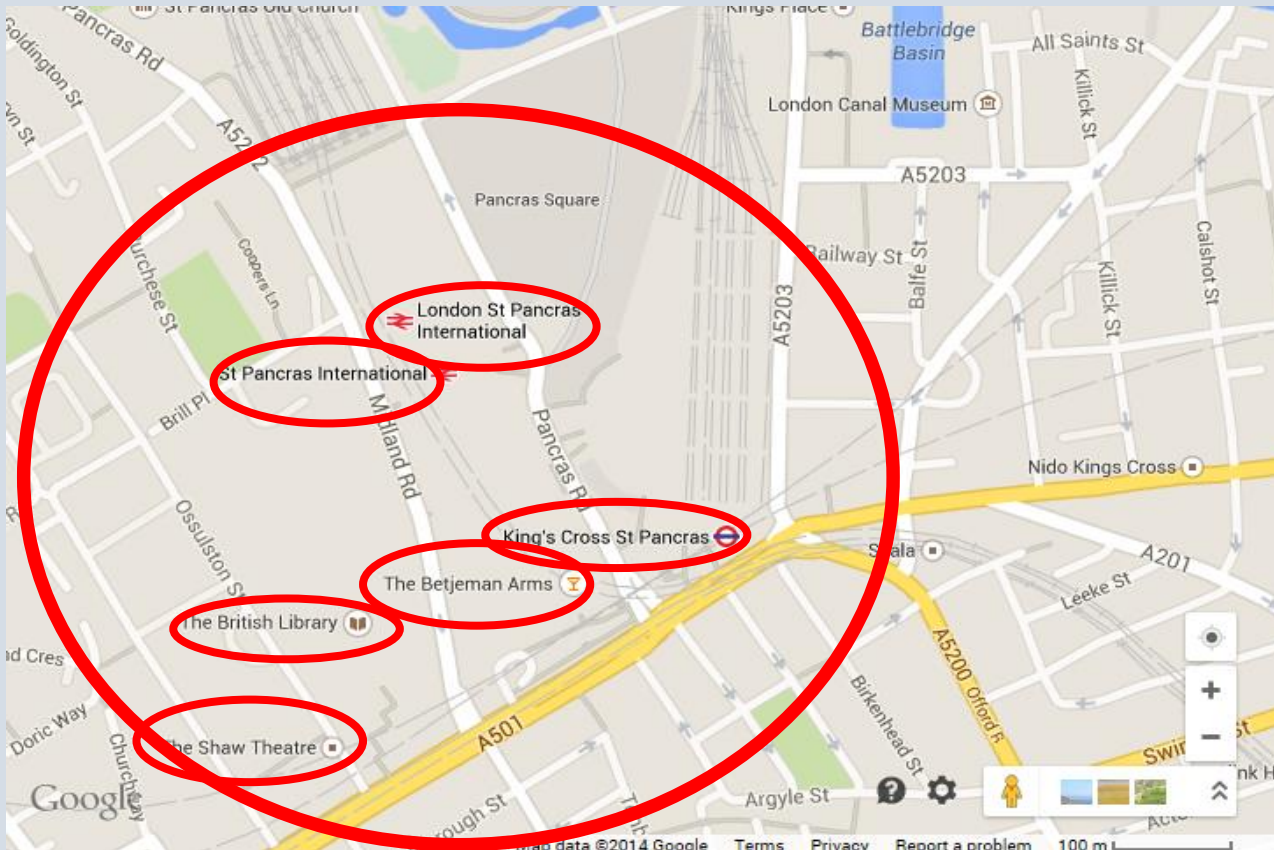 St Pancras Old Church
Kings Place
Goldington St
Pancras Rd
Battlebridge
Basin
All Saints St
Killick St
London Canal Museum
A5202
A5203
Pancras Square
Coopers Ln
Railway St
Balfe St
Calshot St
Killick St
A5203
London St Pancras
International
St Pancras International
Brill Pl
Midland Rd
Pancras Rd
Nido Kings Cross
Ossulston St
King's Cross St Pancras
A201
The Betjeman Arms
Leeke St
The British Library
A5200
Birkenhead St
Doric Way
A501
The Shaw Theatre
Google
Argyle St
Map data ©2014 Google Terms Privacy Report a problem 100 m